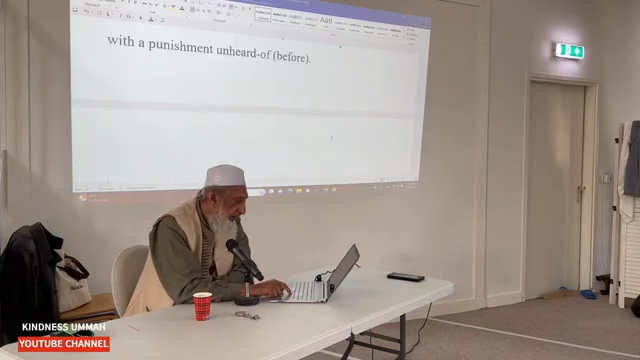 with a punishment unheard-of (before).
KINDNESS UMMAH
YOUTUBE CHANNEL